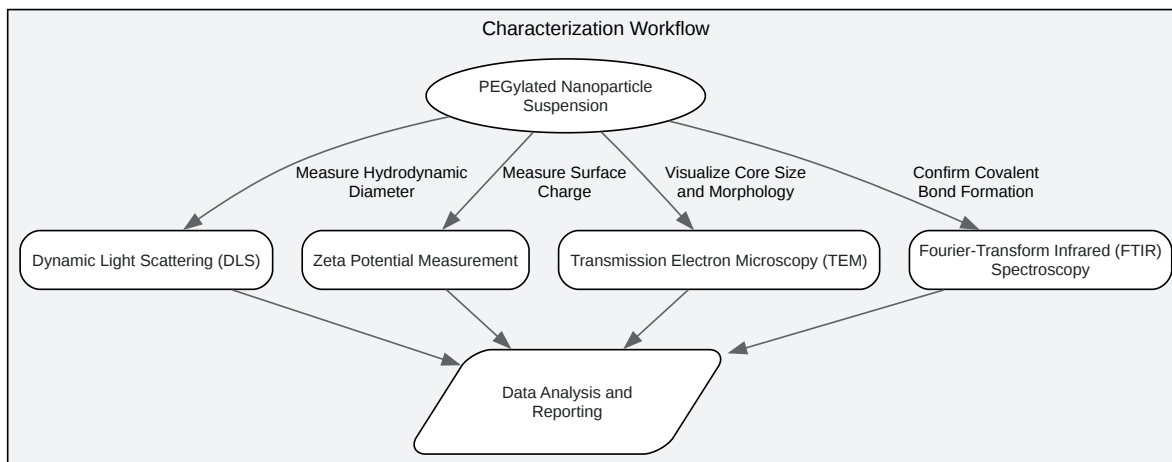 Characterization Workflow
PEGylated Nanoparticle
Suspension
Measure Hydrodynamic
Diameter
Measure Surface
Charge
Visualize Core Size
and Morphology
Confirm Covalent
Bond Formation
Dynamic Light Scattering (DLS)
Zeta Potential Measurement
Transmission Electron Microscopy (TEM)
Fourier-Transform Infrared (FTIR)
Spectroscopy
Data Analysis and
Reporting